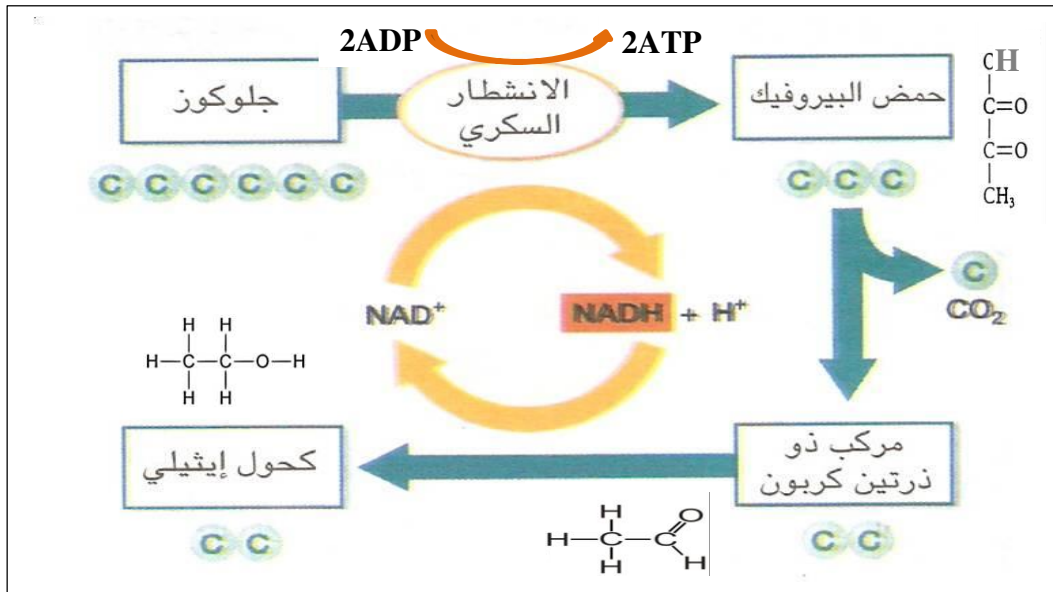 2ADP 2ATP
جلوكوز
الانشطار
السكري
حمض البيروفيك
CH
C=O
C=O
CH3
C C C C C C
C C C
C
CO2
NAD+
NADH + H+
H H
H-C-C-O-H
H H
كحول إيثيلي
مركب ذو
ذرتين كربون
C C
H O
H-C-C
H H
C C